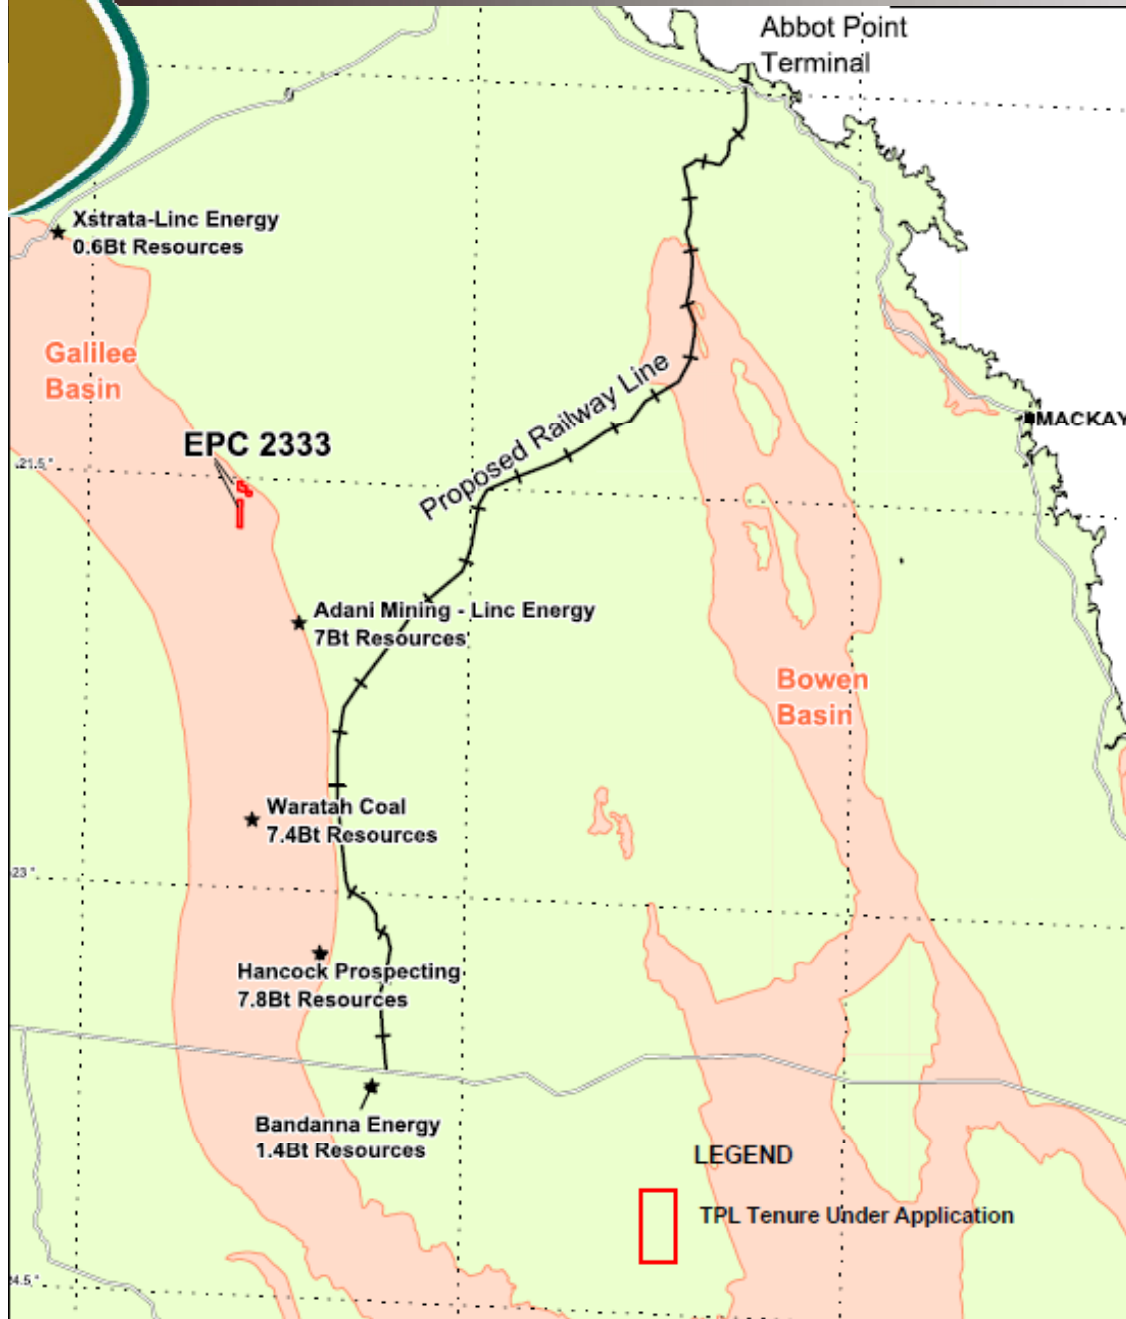 Abbot Point
Terminal
Xstrata-Linc Energy
0.6Bt Resources
Galilee
Basin
Proposed Railway Line
MACKAY
EPC 2333
21.5°
Adani Mining - Linc Energy
7Bt Resources
Bowen
Basin
Waratah Coal
7.4Bt Resources
23°
Hancock Prospecting
7.8Bt Resources
Bandanna Energy
1.4Bt Resources
LEGEND
TPL Tenure Under Application
24.5°